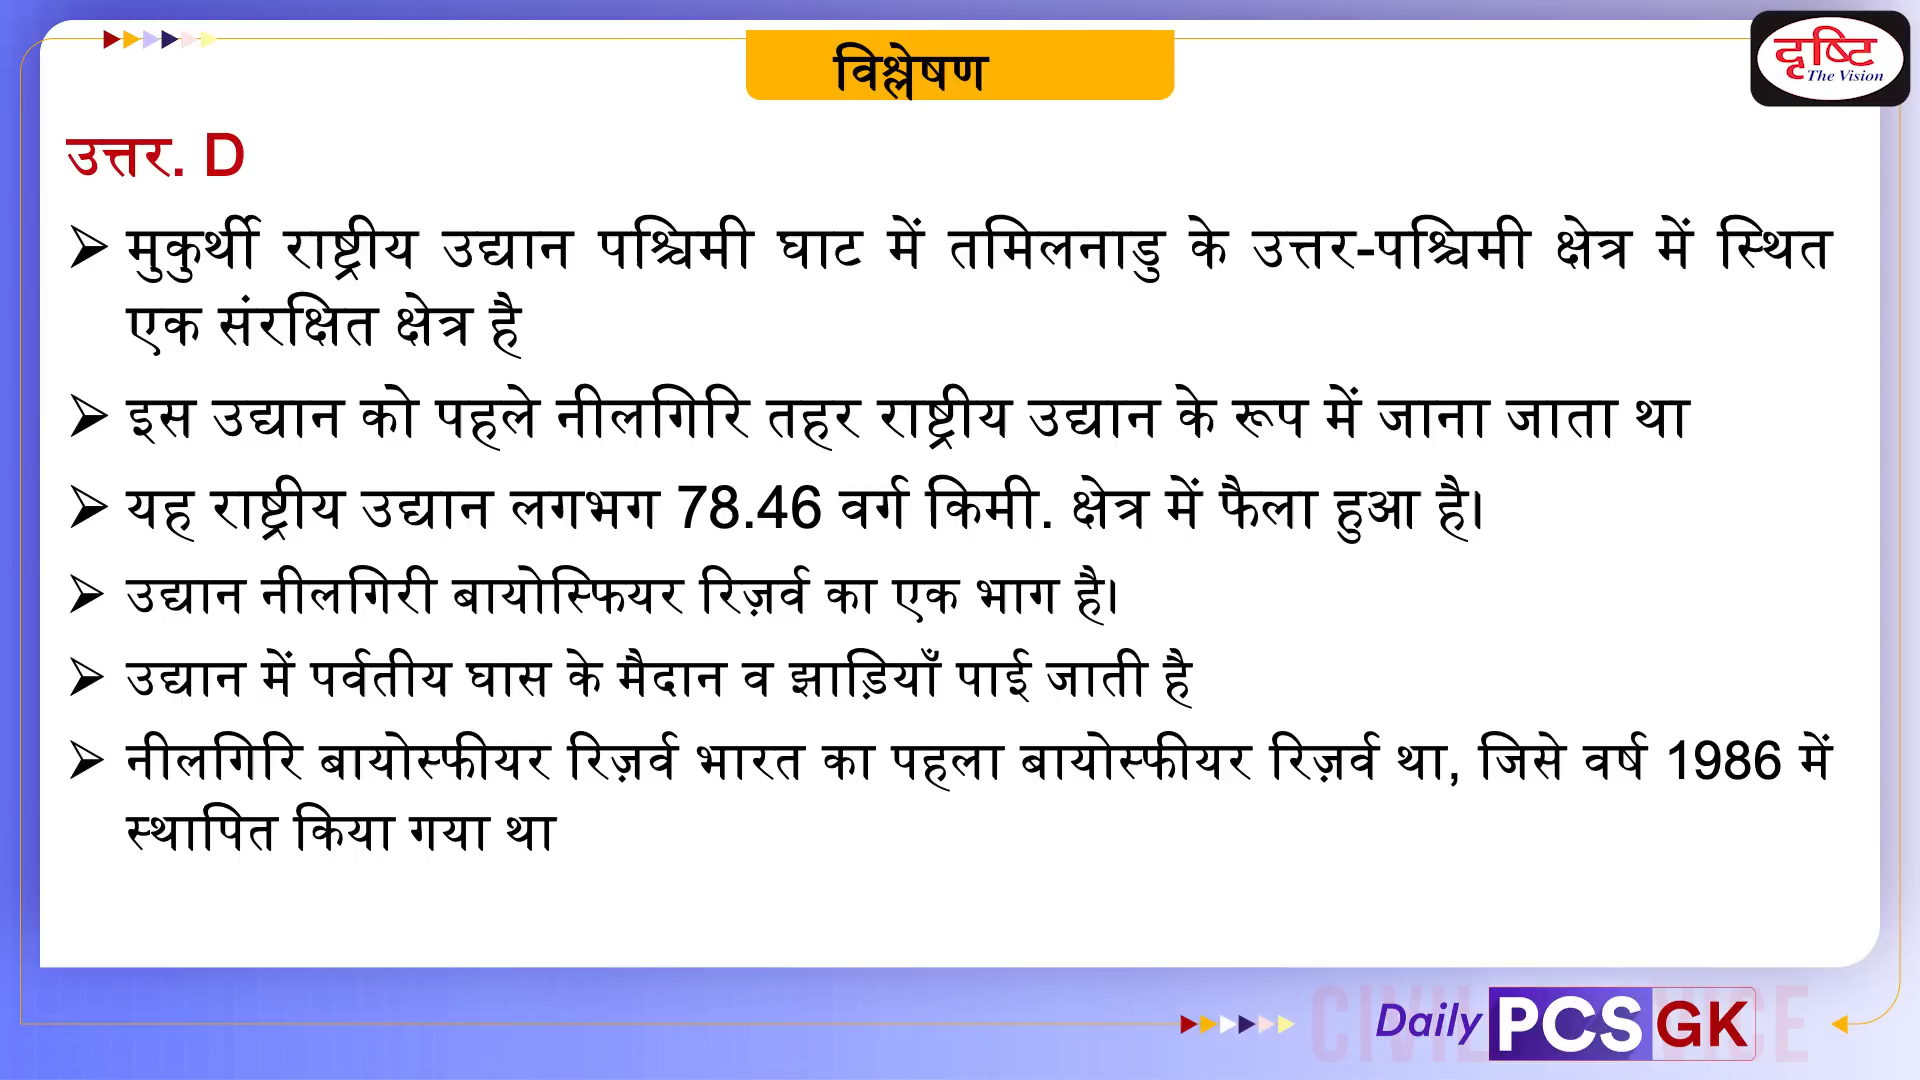 विश्लेषण
दृष्टि
The Vision
उत्तर. D
➢ मुकुर्थी राष्ट्रीय उद्यान पश्चिमी घाट में तमिलनाडु के उत्तर-पश्चिमी क्षेत्र में स्थित
एक संरक्षित क्षेत्र है
➢ इस उद्यान को पहले नीलगिरि तहर राष्ट्रीय उद्यान के रूप में जाना जाता था
➢ यह राष्ट्रीय उद्यान लगभग 78.46 वर्ग किमी. क्षेत्र में फैला हुआ है।
➢ उद्यान नीलगिरी बायोस्फियर रिज़र्व का एक भाग है।
➢ उद्यान में पर्वतीय घास के मैदान व झाड़ियाँ पाई जाती है
➢ नीलगिरि बायोस्फीयर रिज़र्व भारत का पहला बायोस्फीयर रिज़र्व था, जिसे वर्ष 1986 में
स्थापित किया गया था
Daily PCS GK